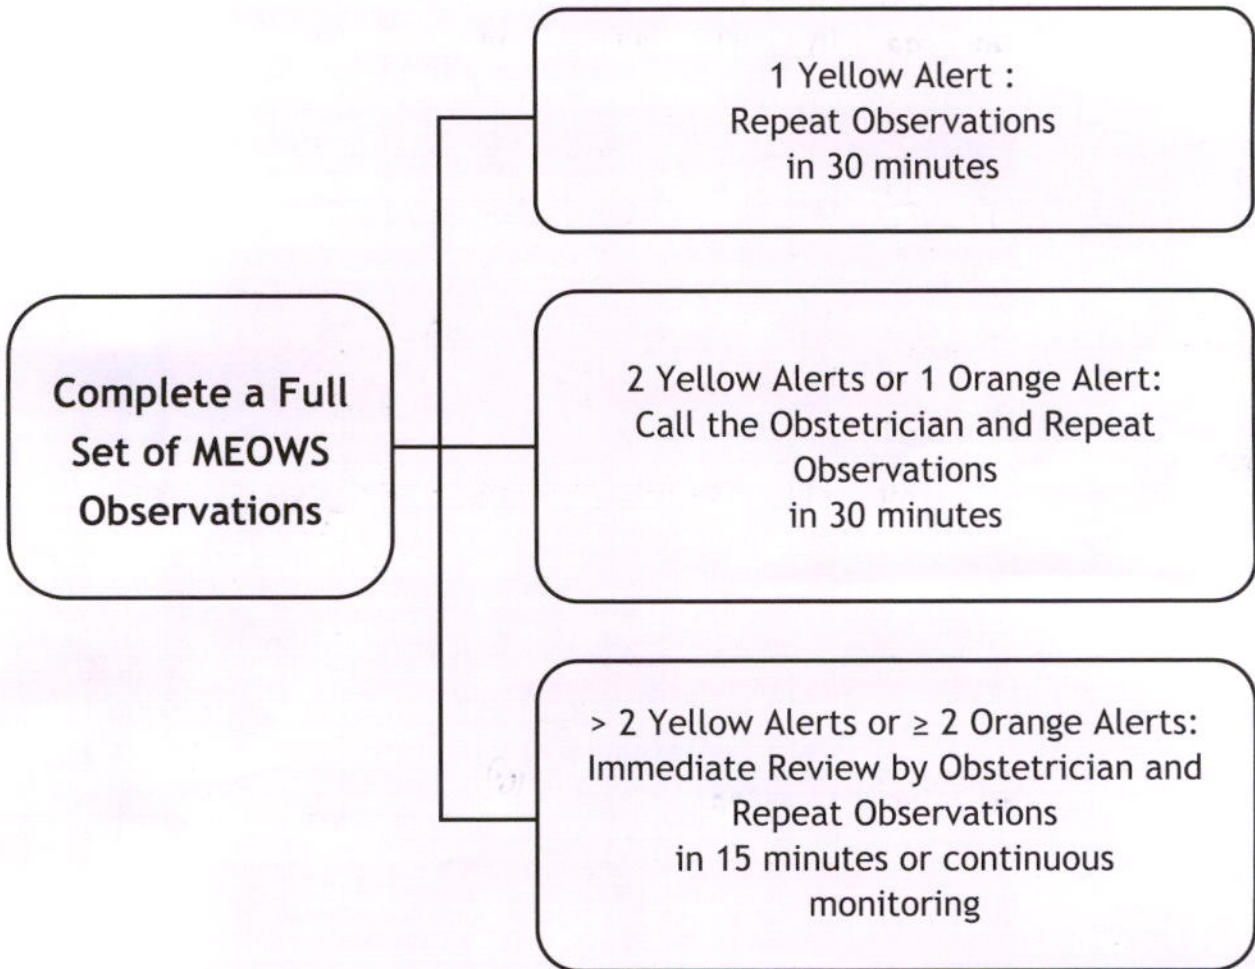 Complete a Full
Set of MEOWS
Observations
1 Yellow Alert :
Repeat Observations
in 30 minutes
2 Yellow Alerts or 1 Orange Alert:
Call the Obstetrician and Repeat
Observations
in 30 minutes
> 2 Yellow Alerts or ≥ 2 Orange Alerts:
Immediate Review by Obstetrician and
Repeat Observations
in 15 minutes or continuous
monitoring